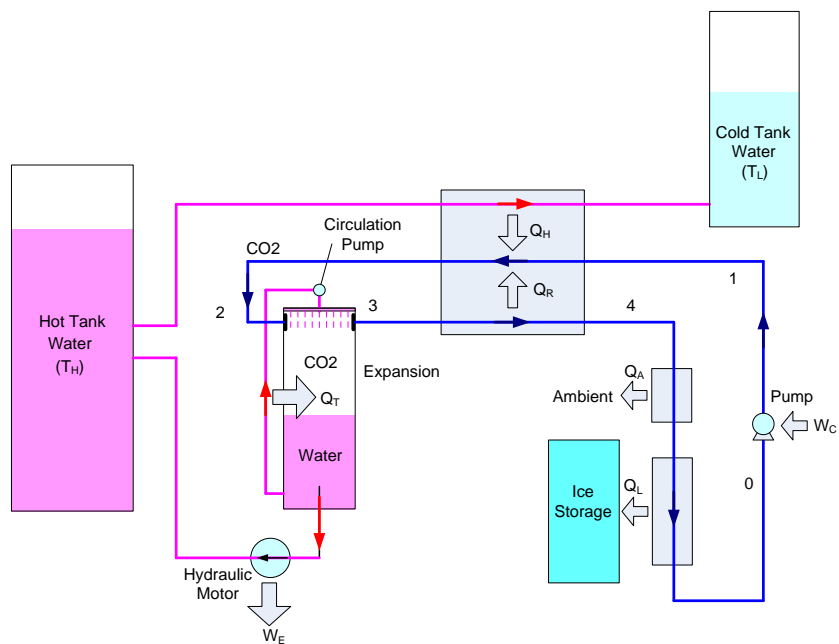 Cold Tank
Water
(TL)
Circulation
Pump
QH
CO2
QR
1
2
3
4
Hot Tank
Water
(TH)
CO2
Expansion
QT
QA
Ambient
Pump
WC
Water
Ice
Storage
QL
0
Hydraulic
Motor
WE